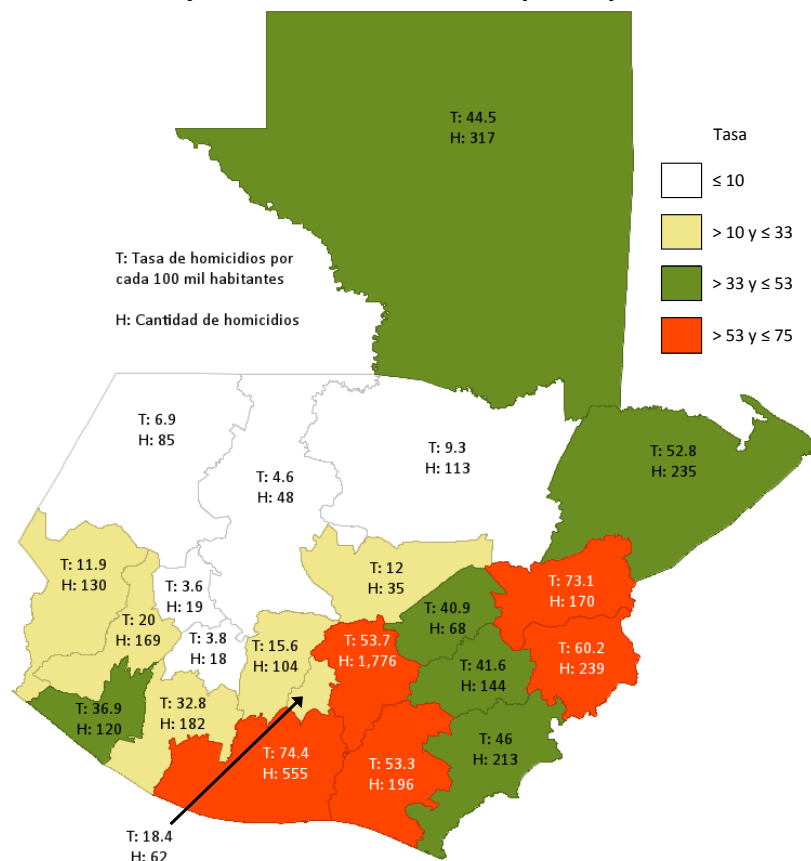 T: 44.5
H: 317
Tasa
≤ 10
> 10 y ≤ 33
> 33 y ≤ 53
> 53 y ≤ 75
T: Tasa de homicidios por
cada 100 mil habitantes
H: Cantidad de homicidios
T: 6.9
H: 85
T: 4.6
H: 48
T: 9.3
H: 113
T: 52.8
H: 235
T: 11.9
H: 130
T: 20
H: 169
T: 3.6
H: 19
T: 3.8
H: 18
T: 12
H: 35
T: 40.9
H: 68
T: 73.1
H: 170
T: 60.2
H: 239
T: 15.6
H: 104
T: 53.7
H: 1,776
T: 41.6
H: 144
T: 36.9
H: 120
T: 32.8
H: 182
T: 74.4
H: 555
T: 53.3
H: 196
T: 46
H: 213
T: 18.4
H: 62